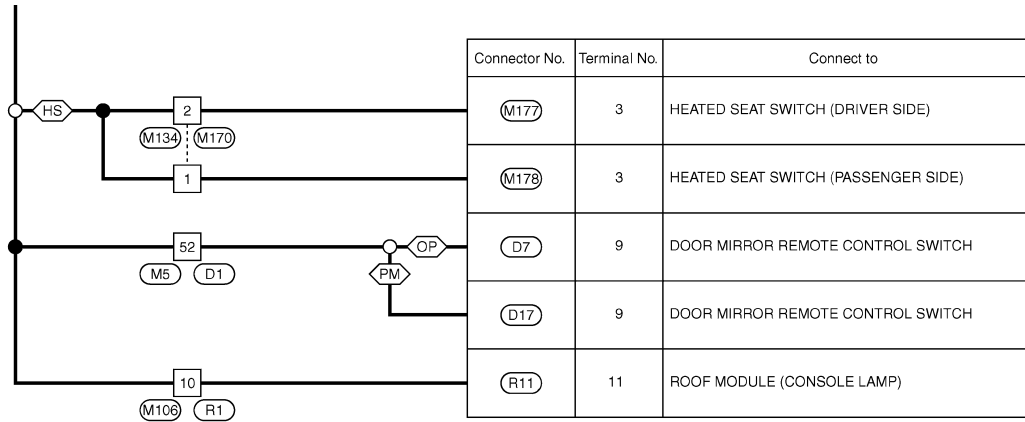 Connector No. Terminal No. Connect to
HS 2 M177 3 HEATED SEAT SWITCH (DRIVER SIDE)
M134 M170
1 M178 3 HEATED SEAT SWITCH (PASSENGER SIDE)
52 OP D7 9 DOOR MIRROR REMOTE CONTROL SWITCH
M5 D1 PM
D17 9 DOOR MIRROR REMOTE CONTROL SWITCH
10 R11 11 ROOF MODULE (CONSOLE LAMP)
M106 R1